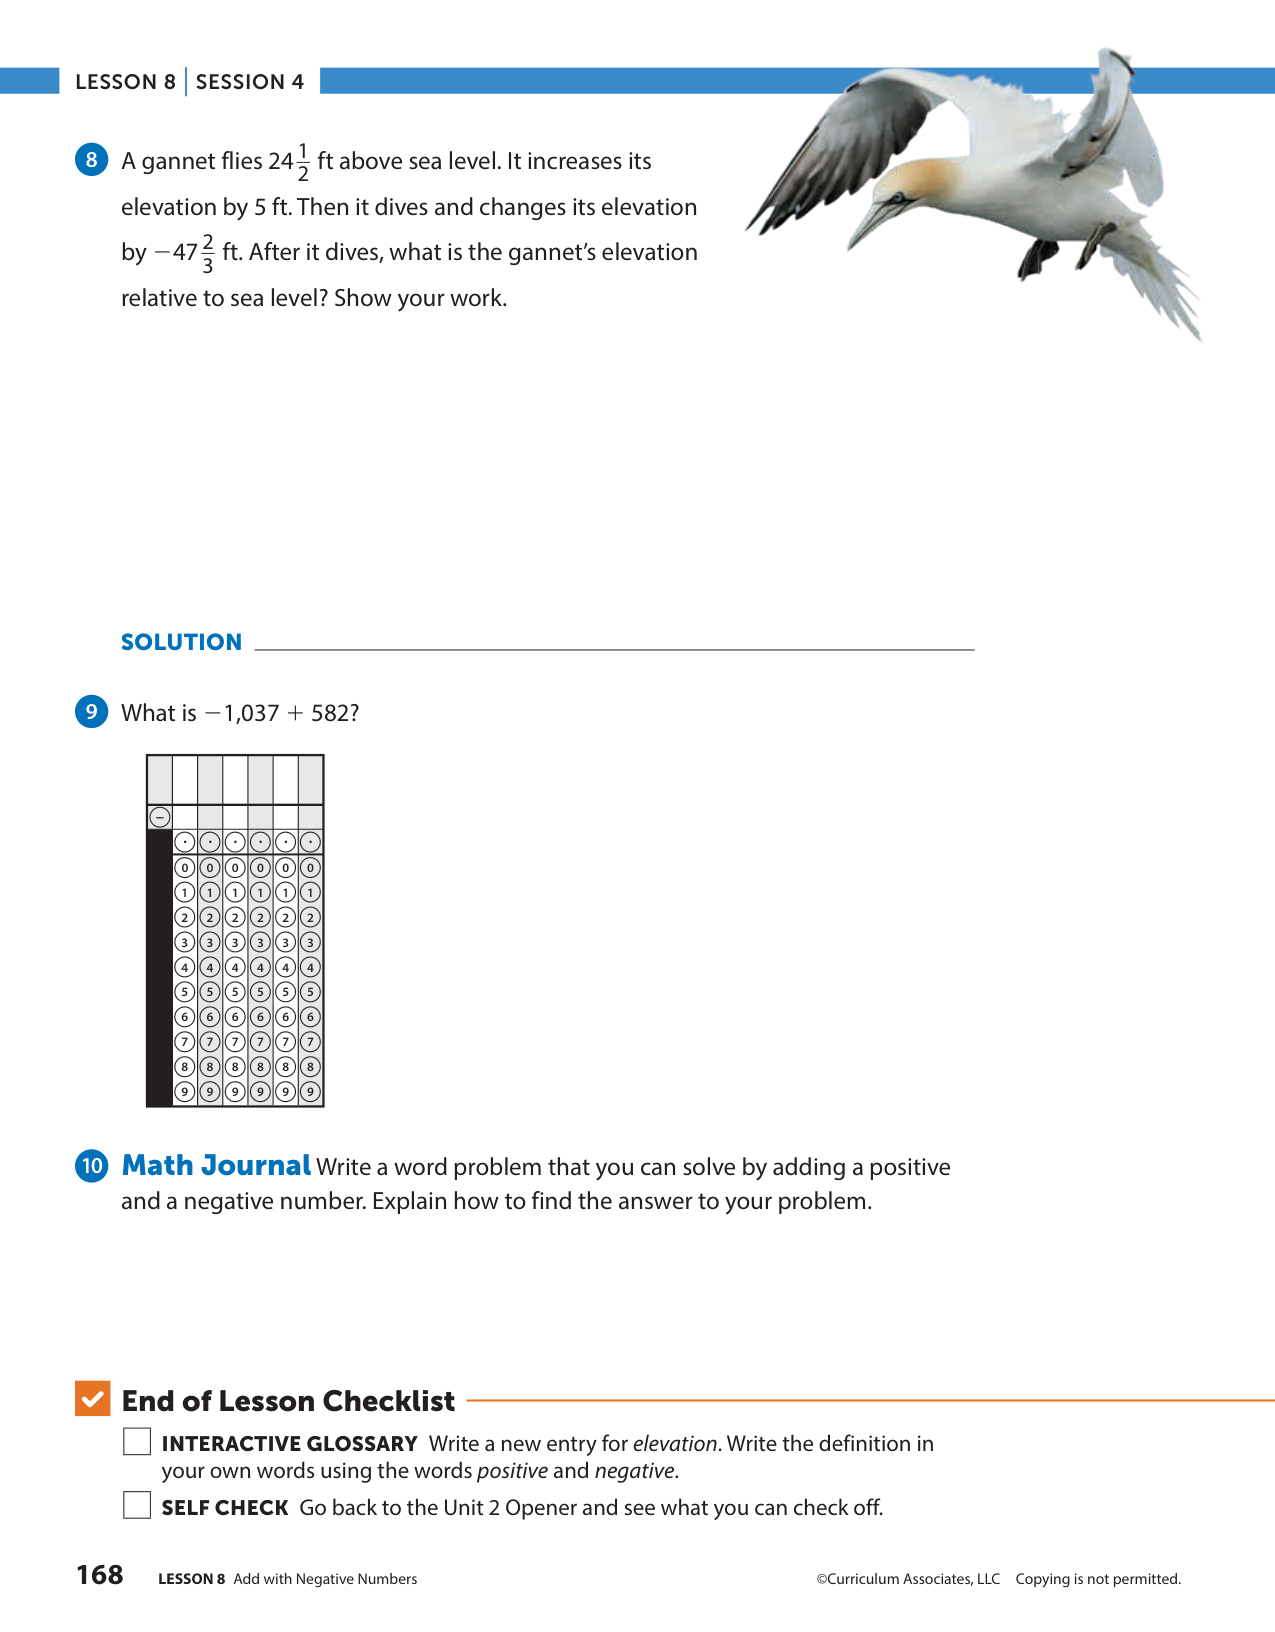 LESSON 8 | SESSION 4
8 A gannet flies 24 1/2 ft above sea level. It increases its
elevation by 5 ft. Then it dives and changes its elevation
by −47 2/3 ft. After it dives, what is the gannet’s elevation
relative to sea level? Show your work.
SOLUTION
9 What is −1,037 + 582?
−
· · · · · ·
0 0 0 0 0 0
1 1 1 1 1 1
2 2 2 2 2 2
3 3 3 3 3 3
4 4 4 4 4 4
5 5 5 5 5 5
6 6 6 6 6 6
7 7 7 7 7 7
8 8 8 8 8 8
9 9 9 9 9 9
10 Math Journal Write a word problem that you can solve by adding a positive
and a negative number. Explain how to find the answer to your problem.
End of Lesson Checklist
INTERACTIVE GLOSSARY Write a new entry for elevation. Write the definition in
your own words using the words positive and negative.
SELF CHECK Go back to the Unit 2 Opener and see what you can check off.
168 LESSON 8 Add with Negative Numbers ©Curriculum Associates, LLC Copying is not permitted.